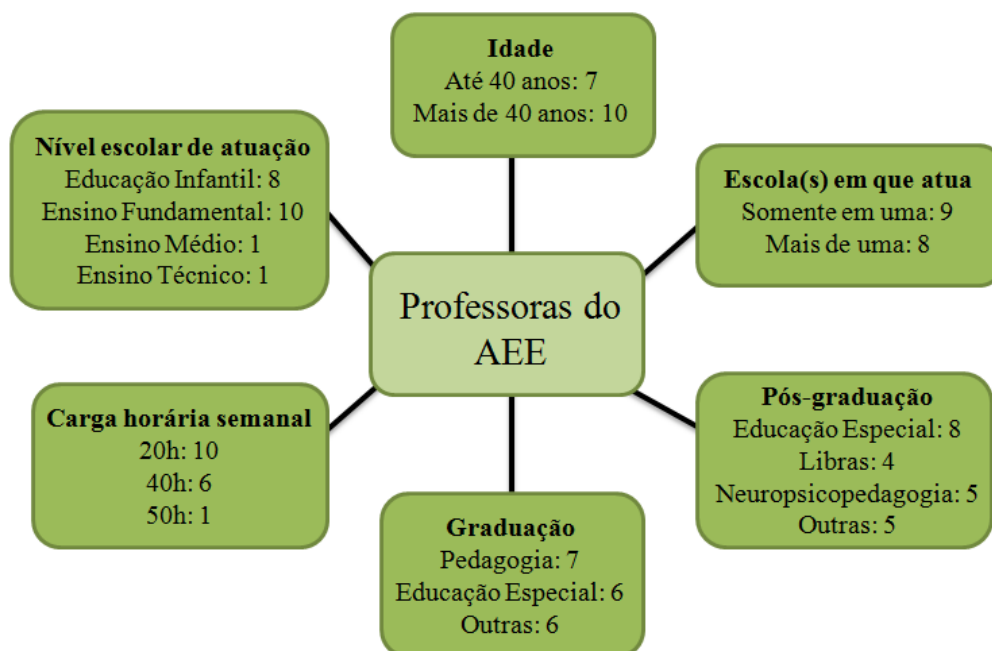 Idade
Até 40 anos: 7
Mais de 40 anos: 10
Nível escolar de atuação
Educação Infantil: 8
Ensino Fundamental: 10
Ensino Médio: 1
Ensino Técnico: 1
Escola(s) em que atua
Somente em uma: 9
Mais de uma: 8
Professoras do
AEE
Carga horária semanal
20h: 10
40h: 6
50h: 1
Graduação
Pedagogia: 7
Educação Especial: 6
Outras: 6
Pós-graduação
Educação Especial: 8
Libras: 4
Neuropsicopedagogia: 5
Outras: 5